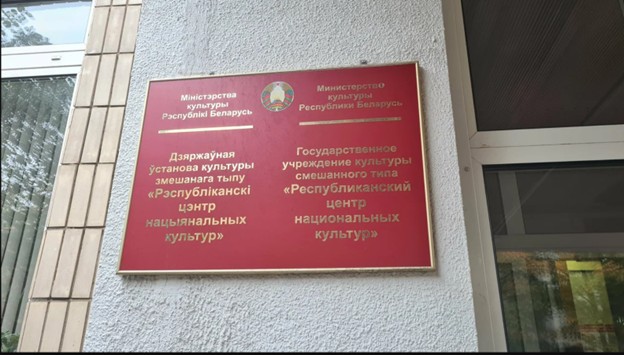 Міністэрства
культуры
Рэспублікі Беларусь
Дзяржаўная
ўстанова культуры
змешанага тыпу
«Рэспубліканскі
цэнтр
нацыянальных
культур»
Министерство
культуры
Республики Беларусь
Государственное
учреждение культуры
смешанного типа
«Республиканский
центр
национальных
культур»